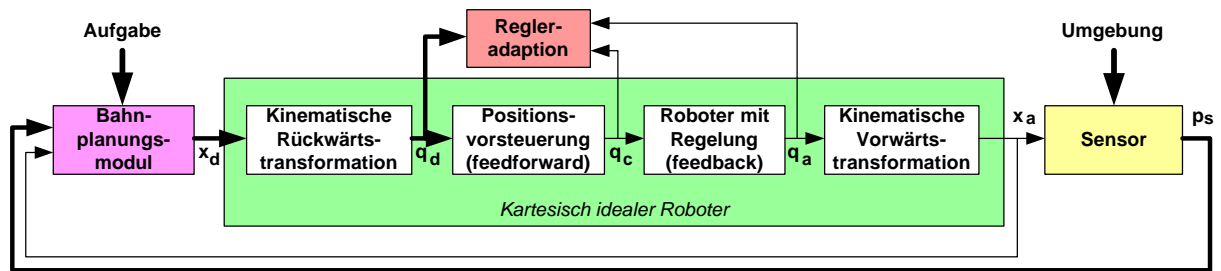 Aufgabe
Regler-
adaption
Umgebung
Bahn-
planungs-
modul
x_d
Kinematische
Rückwärts-
transformation
q_d
Positions-
vorsteuerung
(feedforward)
q_c
Roboter mit
Regelung
(feedback)
q_a
Kinematische
Vorwärts-
transformation
x_a
Sensor
p_s
Kartesisch idealer Roboter